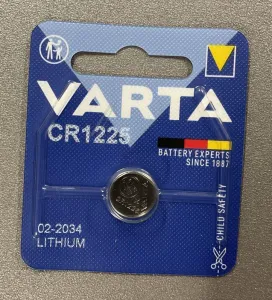 VARTA
CR1225
BATTERY EXPERTS
SINCE 1887
02-2034
LITHIUM
CHILD SAFETY